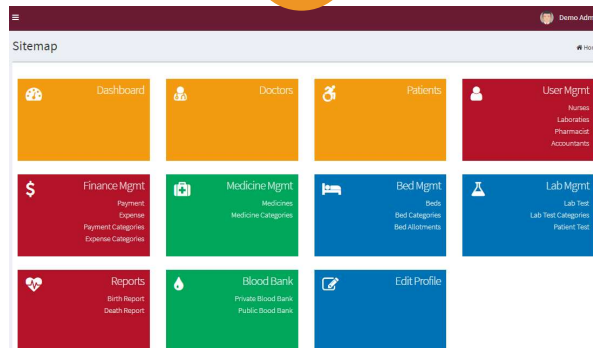 Demo Adm
Sitemap
Ho
Dashboard
Doctors
Patients
User Mgmt
Nurses
Laboraties
Pharmacist
Accountants
Finance Mgmt
Payment
Expense
Payment Categories
Expense Categories
Medicine Mgmt
Medicines
Medicine Categories
Bed Mgmt
Beds
Bed Categories
Bed Allotments
Lab Mgmt
Lab Test
Lab Test Categories
Patient Test
Reports
Birth Report
Death Report
Blood Bank
Private Blood Bank
Public Bood Bank
Edit Profile